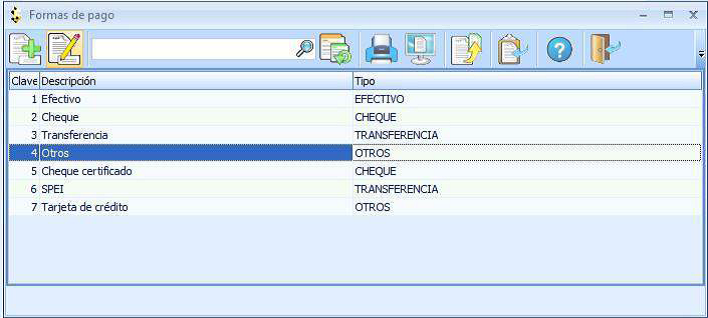 Formas de pago
Clave Descripción Tipo
1 Efectivo EFECTIVO
2 Cheque CHEQUE
3 Transferencia TRANSFERENCIA
4 Otros OTROS
5 Cheque certificado CHEQUE
6 SPEI TRANSFERENCIA
7 Tarjeta de crédito OTROS